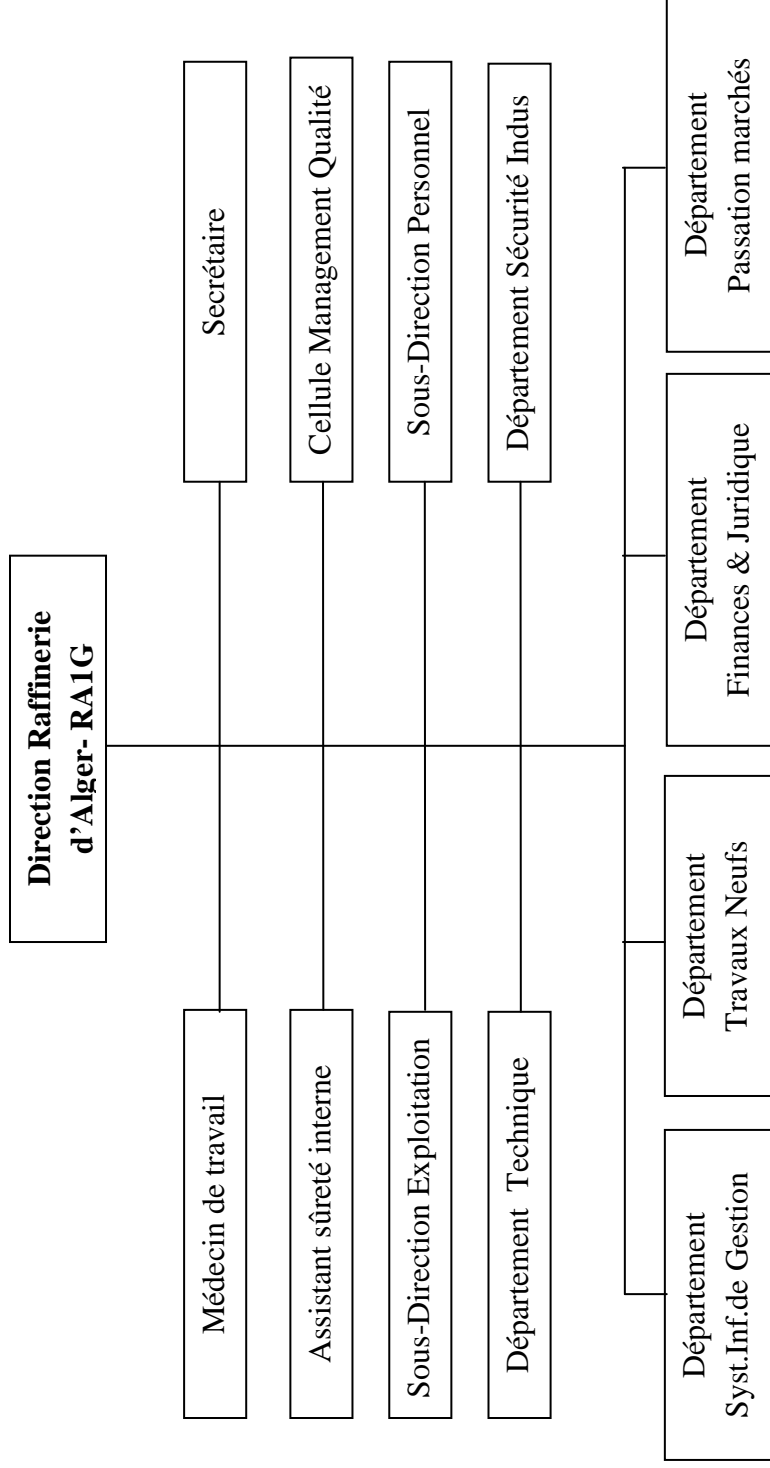 Direction Raffinerie
d'Alger- RA1G
Médecin de travail
Secrétaire
Assistant sûreté interne
Cellule Management Qualité
Sous-Direction Exploitation
Sous-Direction Personnel
Département Technique
Département Sécurité Indus
Département
Syst.Inf.de Gestion
Département
Travaux Neufs
Département
Finances & Juridique
Département
Passation marchés